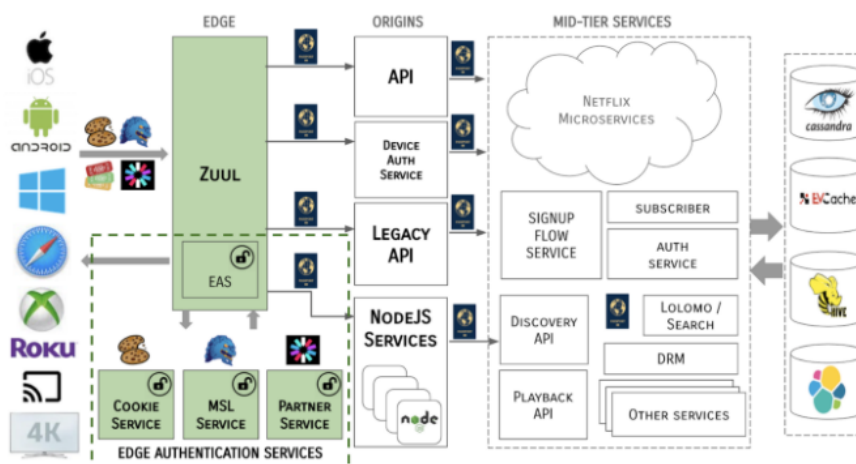 EDGE
ORIGINS
MID-TIER SERVICES
iOS
ANDROID
ROKU
4K
ZUUL
EAS
COOKIE
SERVICE
MSL
SERVICE
PARTNER
SERVICE
EDGE AUTHENTICATION SERVICES
API
DEVICE
AUTH
SERVICE
LEGACY
API
NODEJS
SERVICES
node
NETFLIX
MICROSERVICES
SIGNUP
FLOW
SERVICE
SUBSCRIBER
AUTH
SERVICE
DISCOVERY
API
LOLOMO /
SEARCH
DRM
PLAYBACK
API
OTHER SERVICES
cassandra
EVCache
HIVE